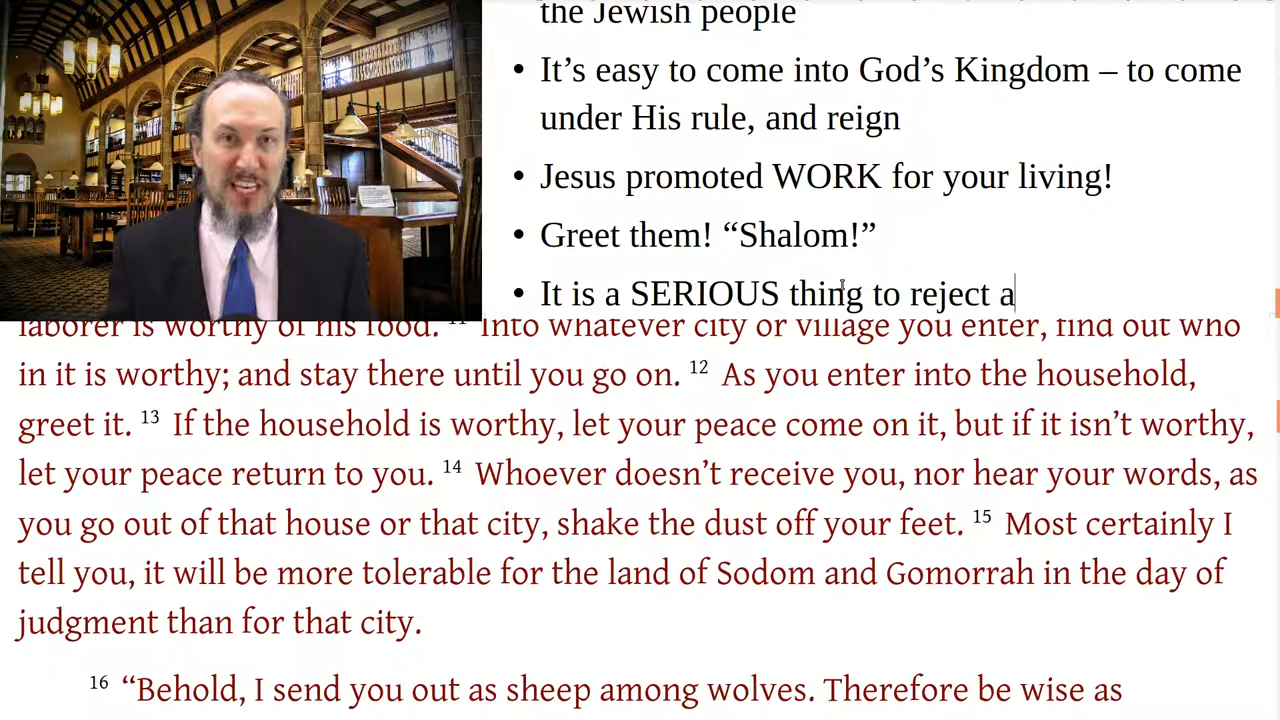 the Jewish people
• It’s easy to come into God’s Kingdom – to come
under His rule, and reign
• Jesus promoted WORK for your living!
• Greet them! “Shalom!”
• It is a SERIOUS thing to reject a
laborer is worthy of his food. 11 Into whatever city or village you enter, find out who
in it is worthy; and stay there until you go on. 12 As you enter into the household,
greet it. 13 If the household is worthy, let your peace come on it, but if it isn’t worthy,
let your peace return to you. 14 Whoever doesn’t receive you, nor hear your words, as
you go out of that house or that city, shake the dust off your feet. 15 Most certainly I
tell you, it will be more tolerable for the land of Sodom and Gomorrah in the day of
judgment than for that city.
16 “Behold, I send you out as sheep among wolves. Therefore be wise as